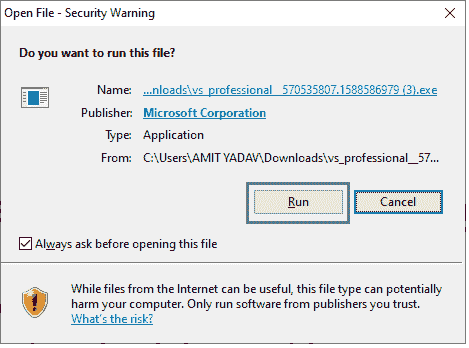 Open File - Security Warning
Do you want to run this file?
Name: ...nloads\vs_professional__570535807.1588586979 (3).exe
Publisher: Microsoft Corporation
Type: Application
From: C:\Users\AMIT YADAV\Downloads\vs_professional__57...
Run Cancel
Always ask before opening this file
While files from the Internet can be useful, this file type can potentially
harm your computer. Only run software from publishers you trust.
What's the risk?